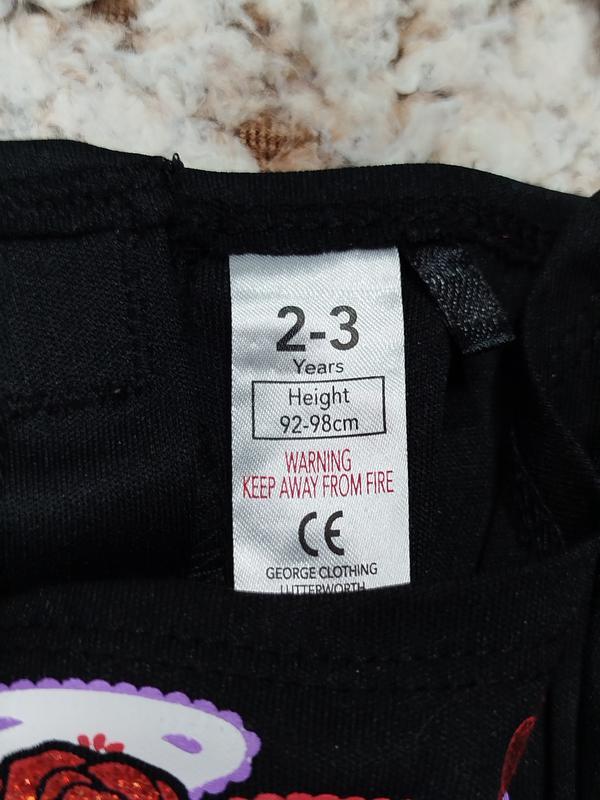 2-3
Years
Height
92-98cm
WARNING
KEEP AWAY FROM FIRE
CE
GEORGE CLOTHING
LUTTERWORTH